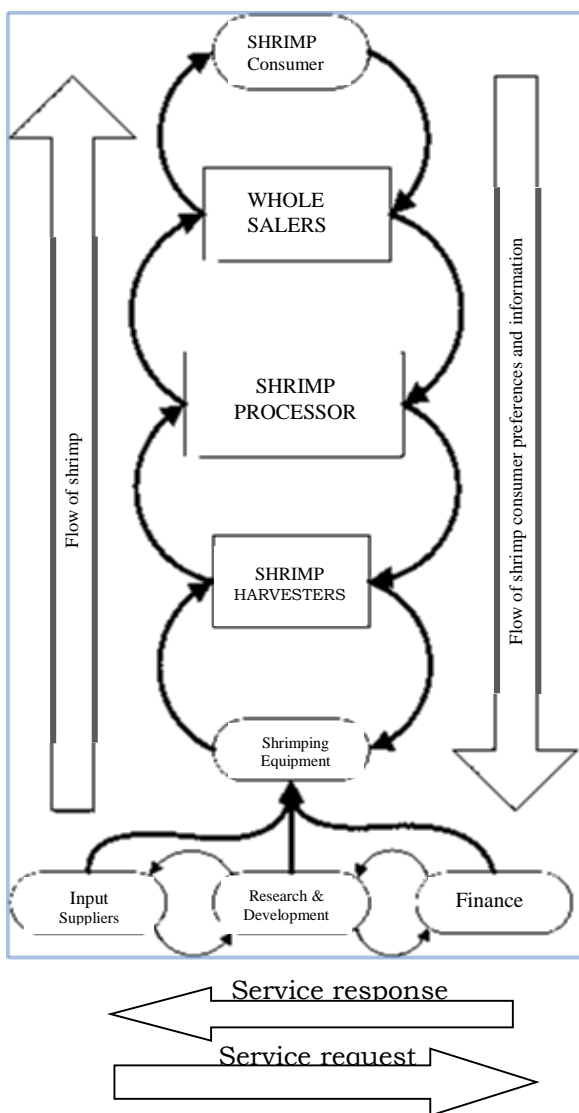 SHRIMP
Consumer
WHOLE
SALERS
Flow of shrimp
Flow of shrimp consumer preferences and information
SHRIMP
PROCESSOR
SHRIMP
HARVESTERS
Shrimping
Equipment
Input
Suppliers
Research &
Development
Finance
Service response
Service request